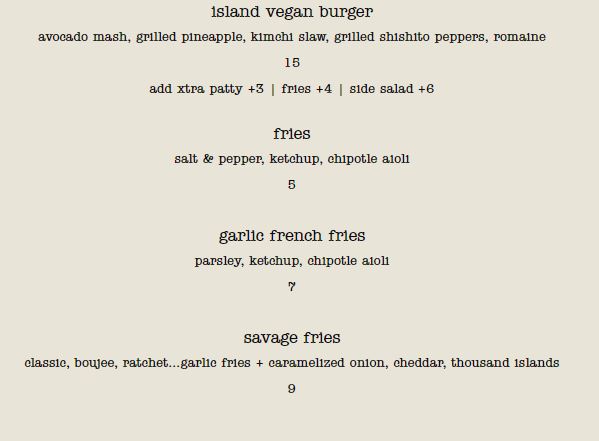 island vegan burger
avocado mash, grilled pineapple, kimchi slaw, grilled shishito peppers, romaine
15
add xtra patty +3 | fries +4 | side salad +6
fries
salt & pepper, ketchup, chipotle aioli
5
garlic french fries
parsley, ketchup, chipotle aioli
7
savage fries
classic, boujee, ratchet...garlic fries + caramelized onion, cheddar, thousand islands
9